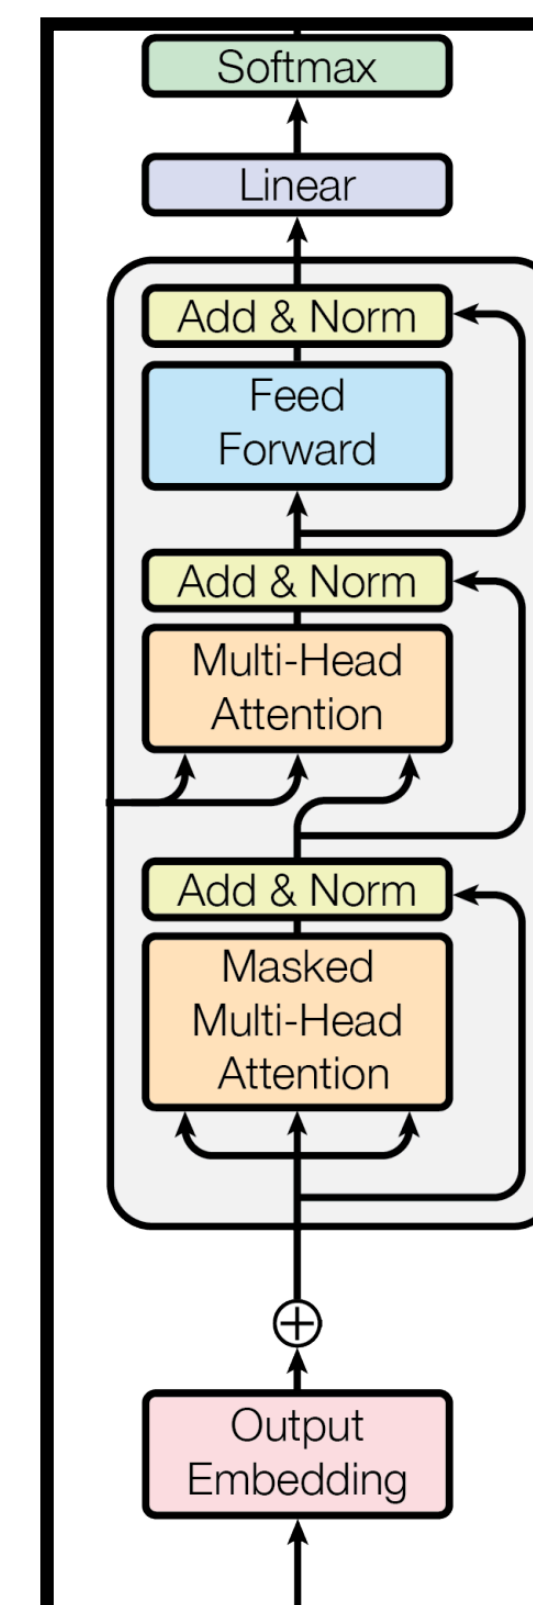 Softmax
Linear
Add & Norm
Feed
Forward
Add & Norm
Multi-Head
Attention
Add & Norm
Masked
Multi-Head
Attention
Output
Embedding